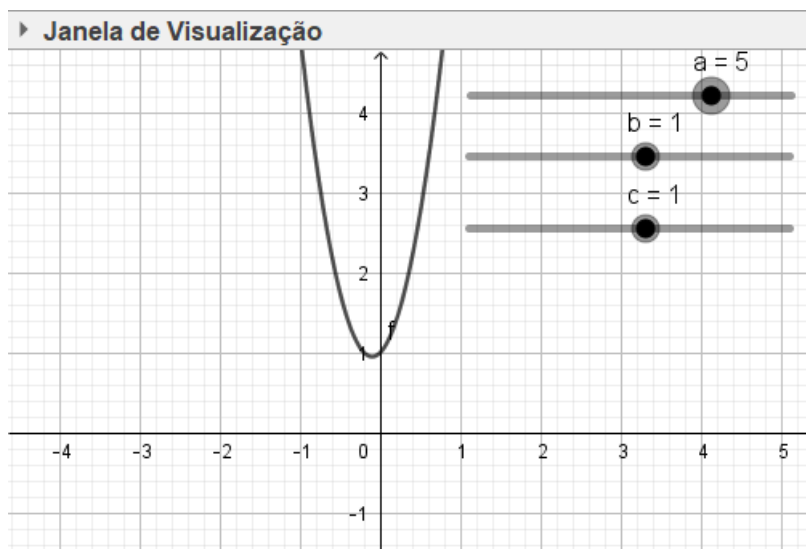 Janela de Visualização
a = 5
4
b = 1
3
c = 1
2
f
1
-4 -3 -2 -1 0 1 2 3 4 5
-1